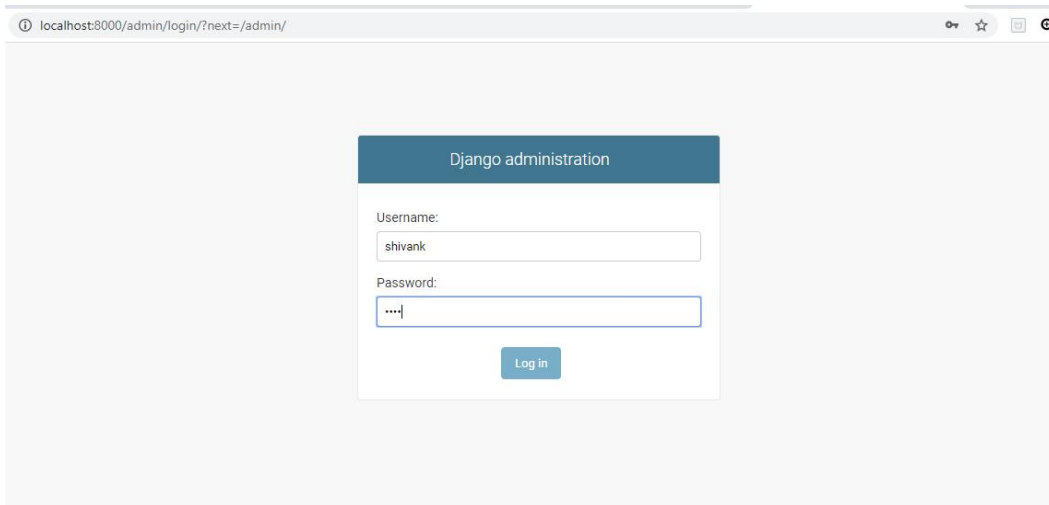 localhost:8000/admin/login/?next=/admin/
Django administration
Username:
shivank
Password:
••••
Log in